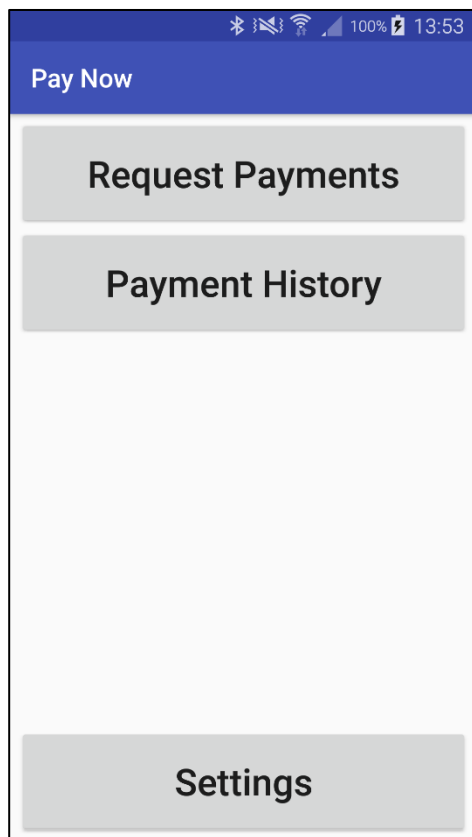 100% 13:53
Pay Now
Request Payments
Payment History
Settings